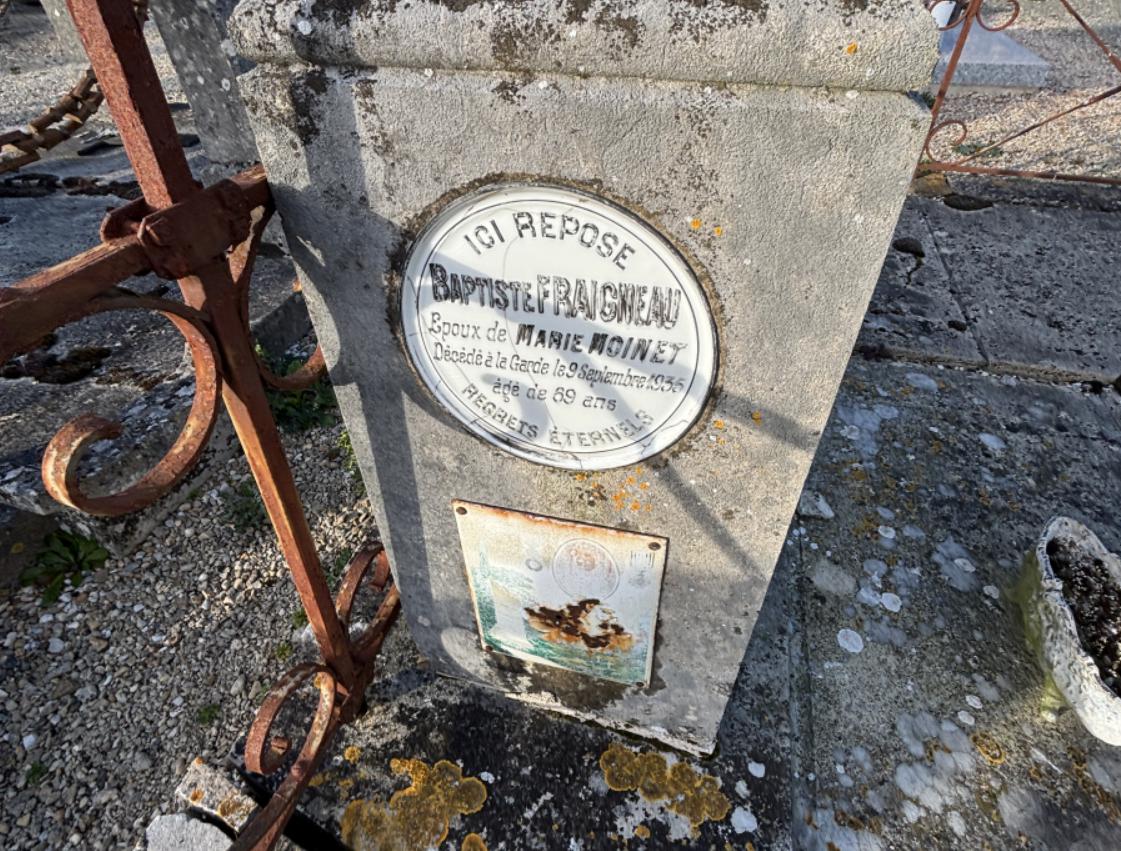 ICI REPOSE
BAPTISTE FRAIGNEAU
Epoux de MARIE MOINET
Décédé à la Garde le 9 Septembre 1935
âgé de 69 ans
REGRETS ÉTERNELS